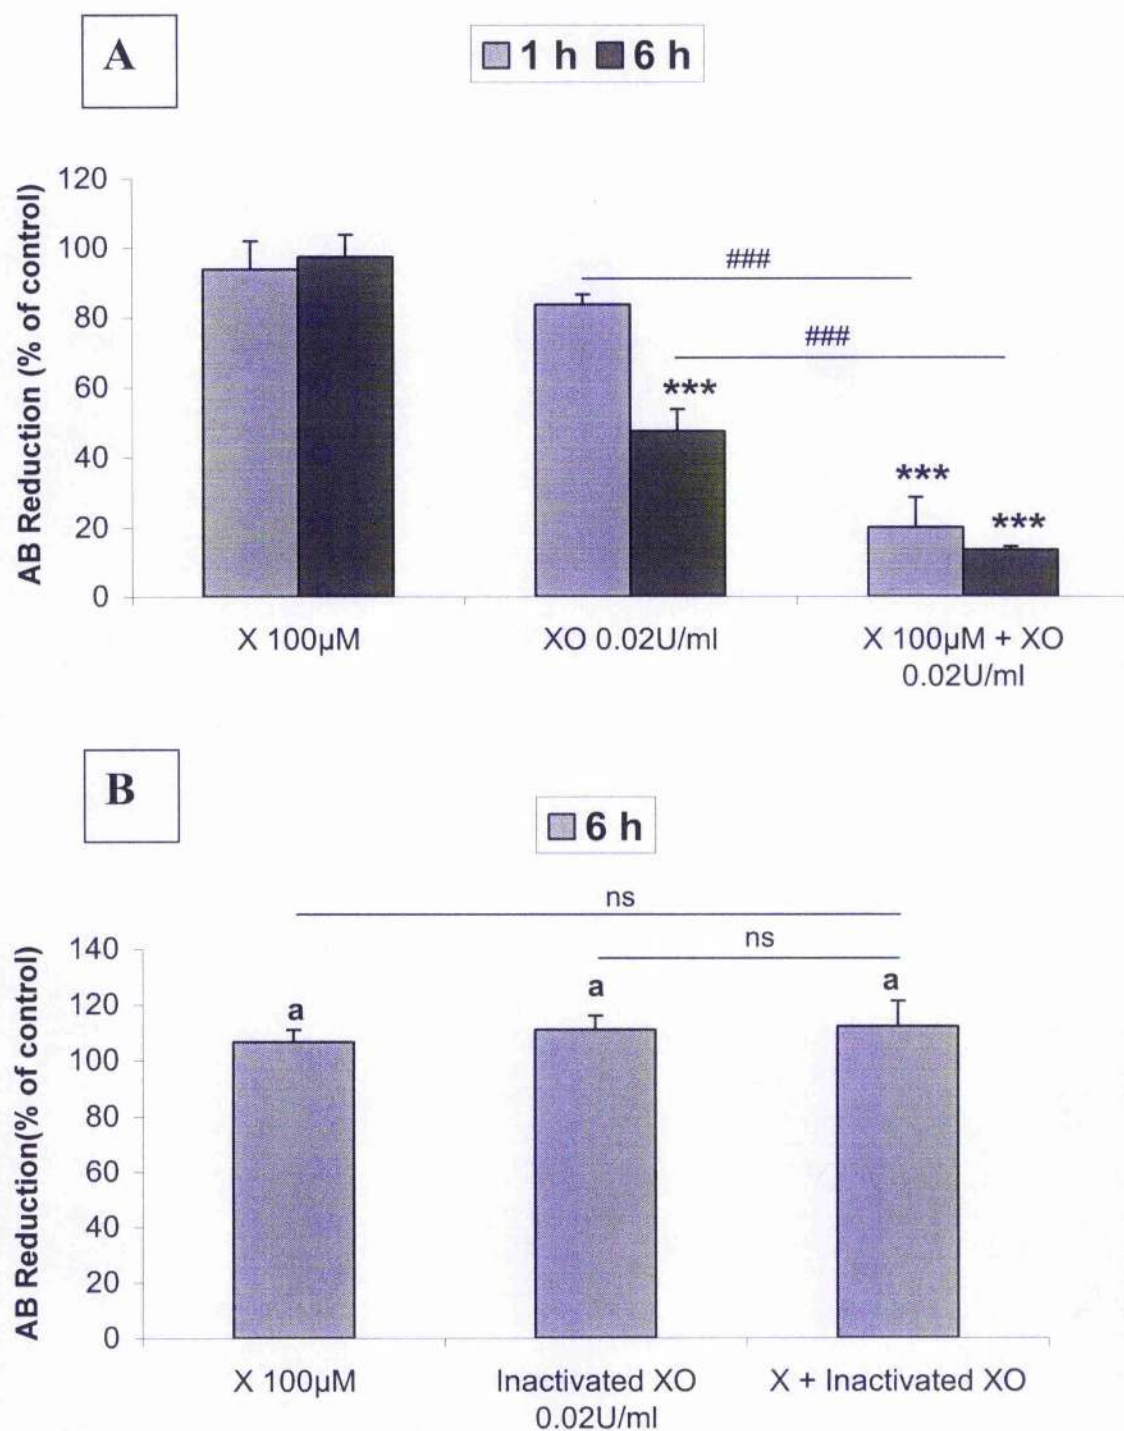 A
1 h 6 h
120
100
80
60
40
20
0
AB Reduction (% of control)
###
###
***
***
***
X 100µM
XO 0.02U/ml
X 100µM + XO
0.02U/ml
B
6 h
ns
ns
140
120
100
80
60
40
20
0
AB Reduction(% of control)
a
a
a
X 100µM
Inactivated XO
0.02U/ml
X + Inactivated XO